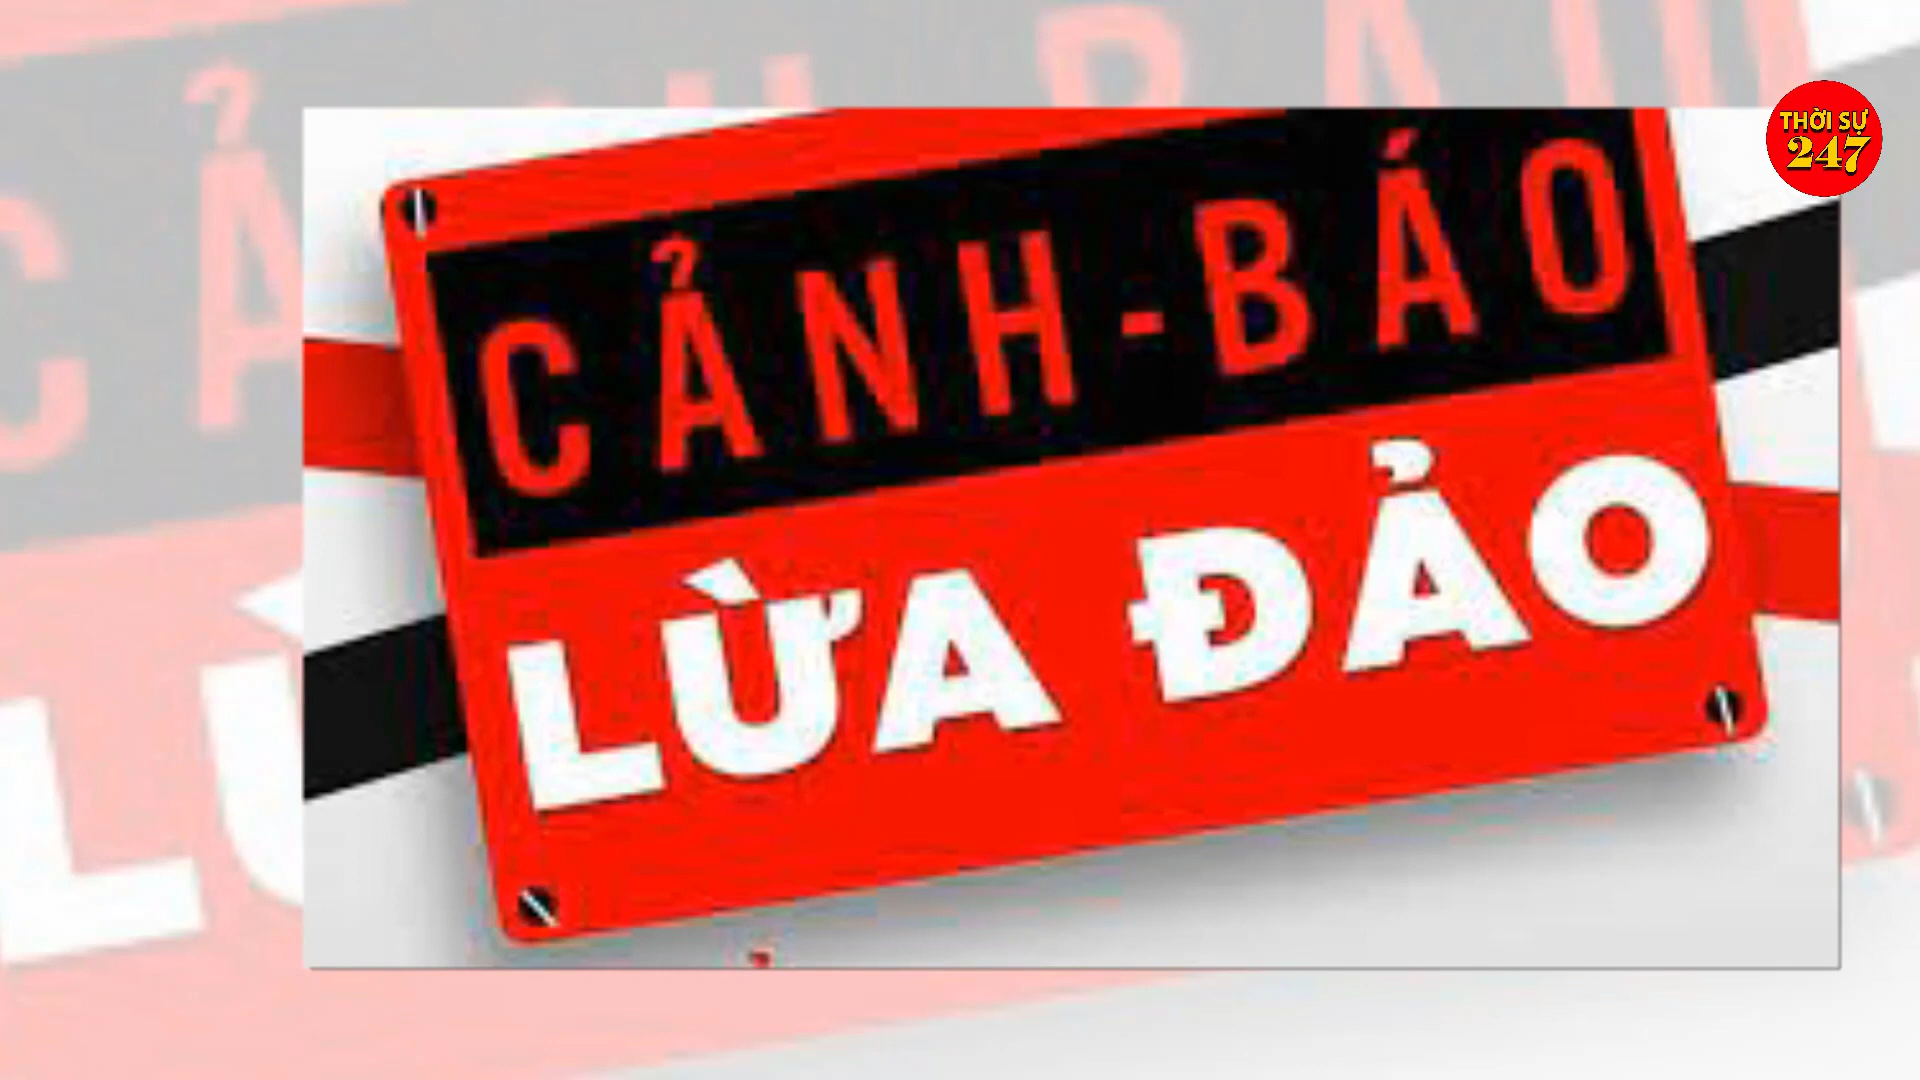 THỜI SỰ
247
CẢNH-BÁO
LỪA ĐẢO